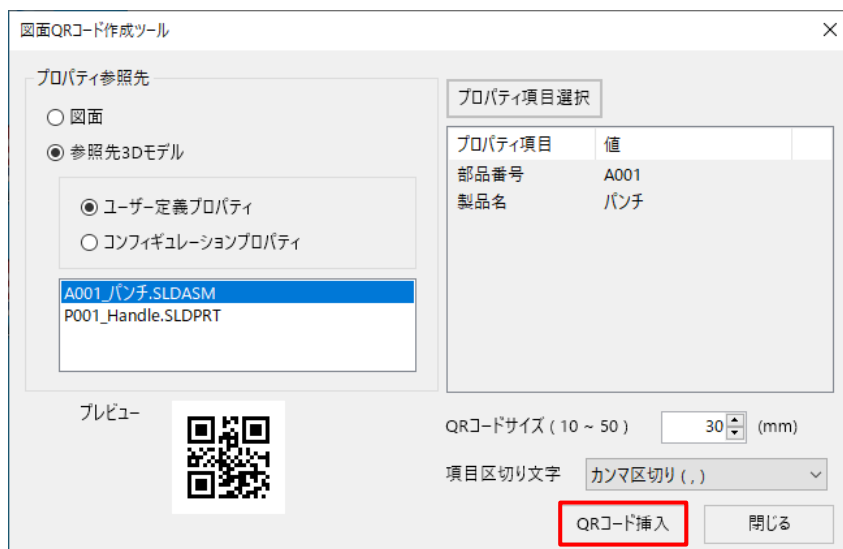 図面QRコード作成ツール
プロパティ参照先
図面
参照先3Dモデル
ユーザー定義プロパティ
コンフィギュレーションプロパティ
A001_パンチ.SLDASM
P001_Handle.SLDPRT
プレビュー
プロパティ項目選択
プロパティ項目 値
部品番号 A001
製品名 パンチ
QRコードサイズ ( 10 ~ 50 ) 30 (mm)
項目区切り文字 カンマ区切り ( , )
QRコード挿入 閉じる